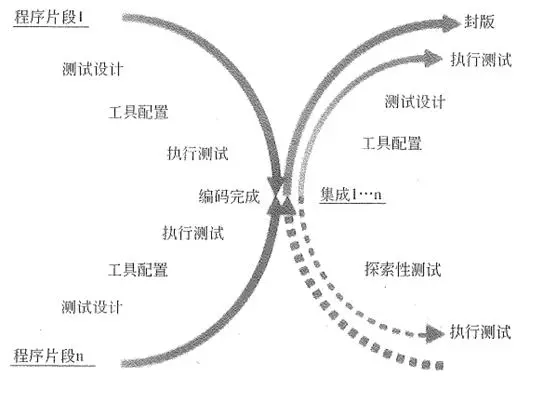 程序片段1
封版
执行测试
测试设计
测试设计
工具配置
工具配置
执行测试
编码完成
集成1…n
执行测试
工具配置
探索性测试
测试设计
执行测试
程序片段n